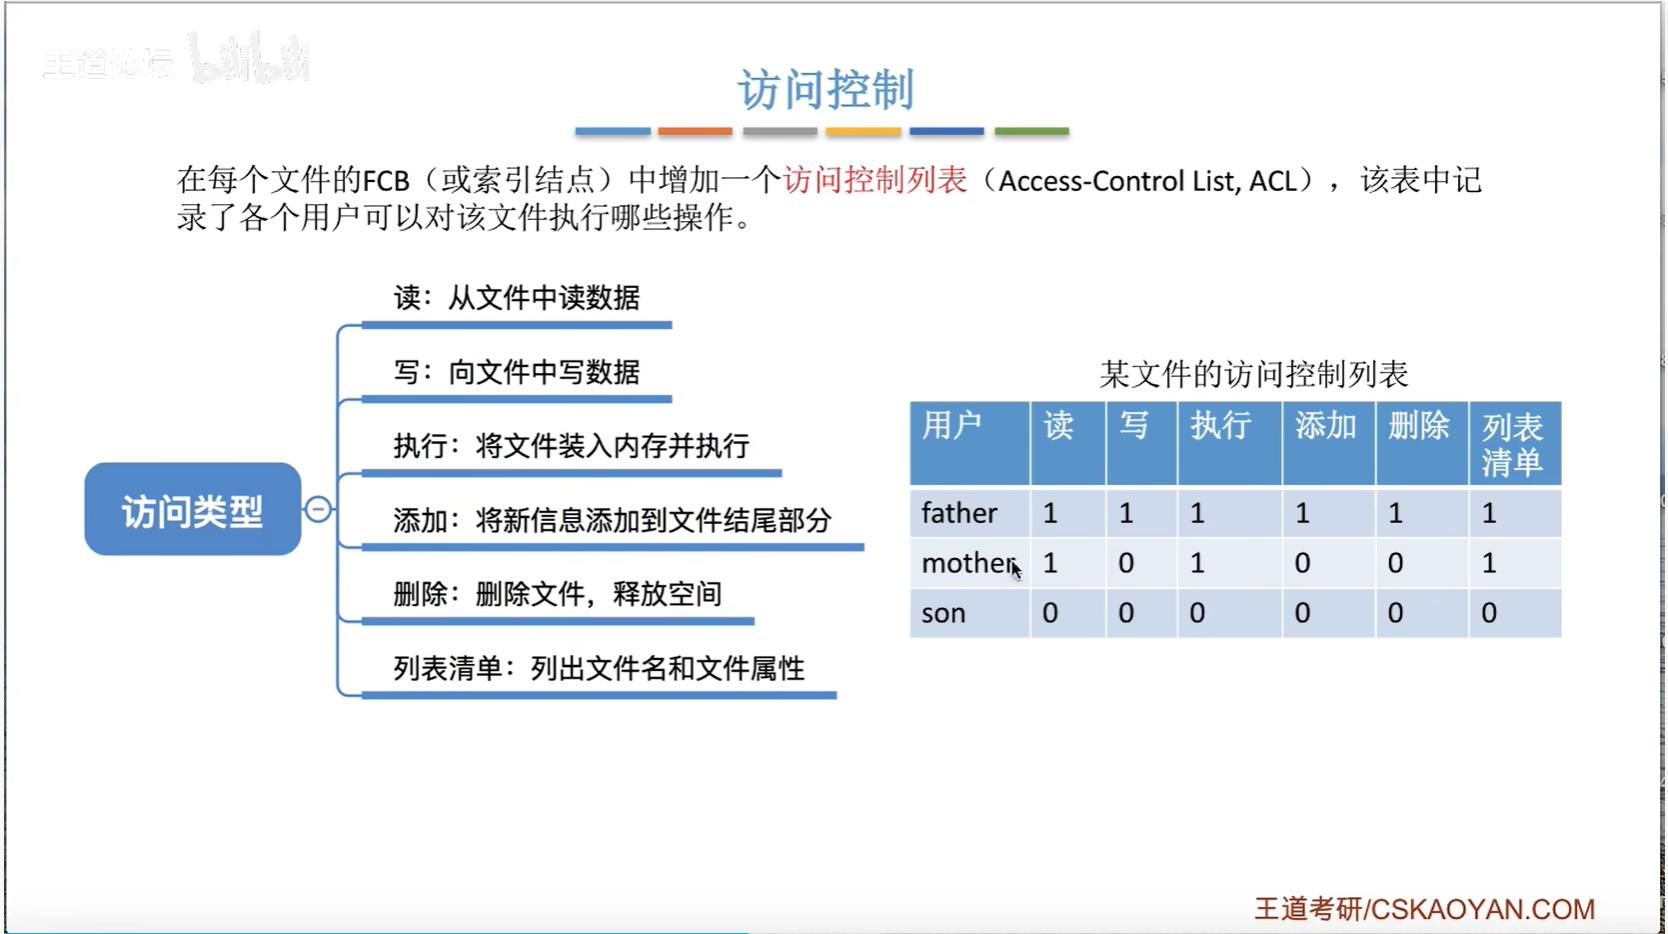 王道论坛 bilibili
访问控制
在每个文件的FCB（或索引结点）中增加一个访问控制列表（Access-Control List, ACL），该表中记
录了各个用户可以对该文件执行哪些操作。
访问类型
读：从文件中读数据
写：向文件中写数据
执行：将文件装入内存并执行
添加：将新信息添加到文件结尾部分
删除：删除文件，释放空间
列表清单：列出文件名和文件属性
某文件的访问控制列表
用户 读 写 执行 添加 删除 列表
清单
father 1 1 1 1 1 1
mother 1 0 1 0 0 1
son 0 0 0 0 0 0
王道考研/CSKAOYAN.COM